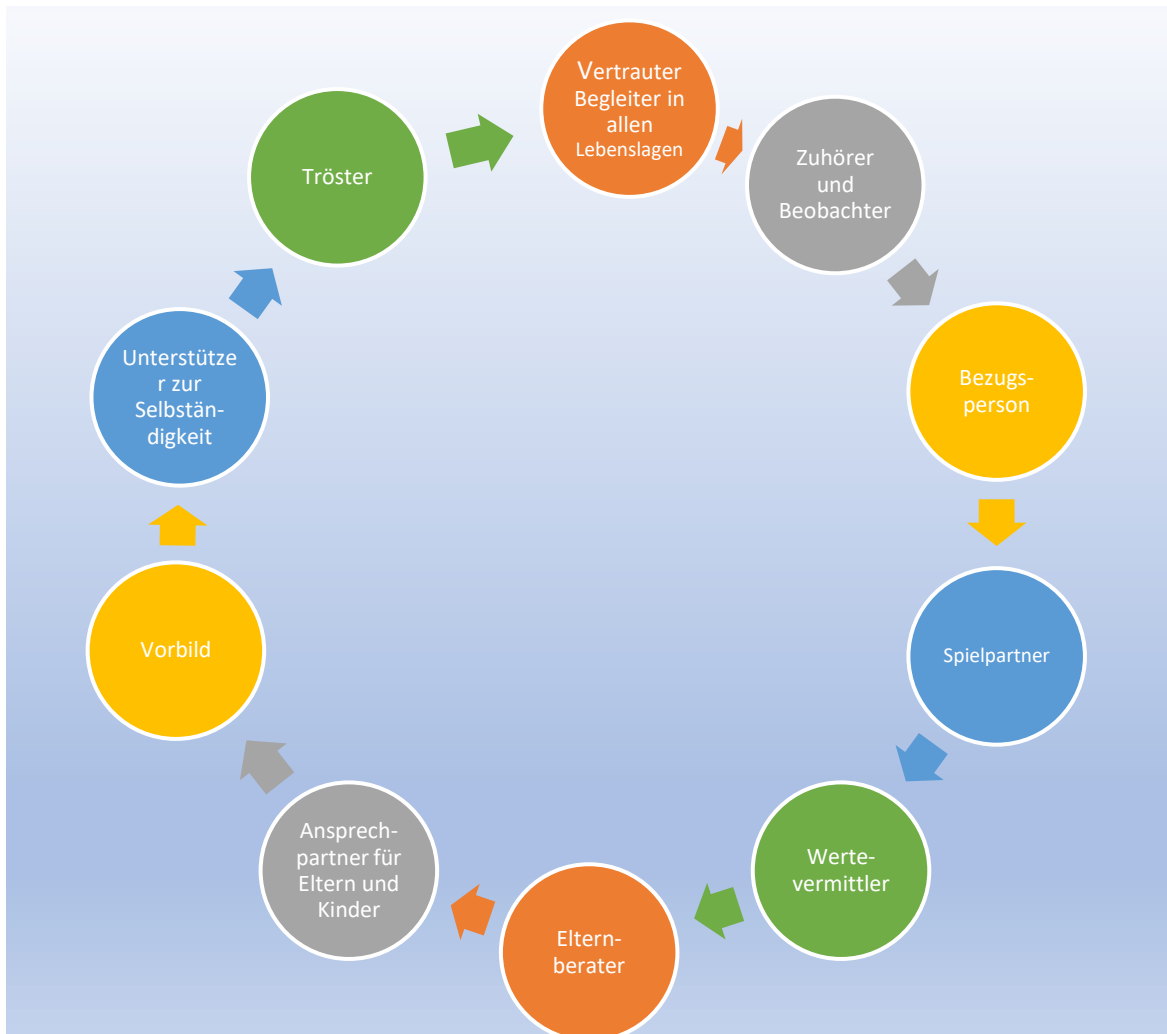 Vertrauter
Begleiter in
allen
Lebenslagen
Zuhörer
und
Beobachter
Bezugs-
person
Spielpartner
Werte-
vermittler
Eltern-
berater
Ansprech-
partner für
Eltern und
Kinder
Vorbild
Unterstütze
r zur
Selbstän-
digkeit
Tröster